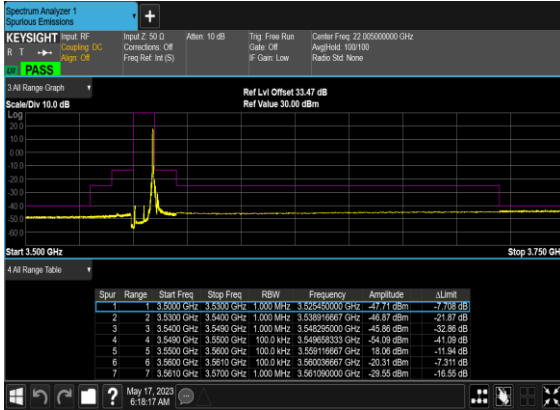 Spectrum Analyzer 1
Spurious Emissions
KEYSIGHT Input: RF Input Z: 50 Ω Atten: 10 dB Trig: Free Run Center Freq: 22.005000000 GHz
R T Coupling: DC Corrections: Off Gate: Off Avg|Hold: 100/100
Align: Off Freq Ref: Int (S) IF Gain: Low Radio Std: None
PASS
3 All Range Graph Ref Lvl Offset 33.47 dB
Scale/Div 10.0 dB Ref Value 30.00 dBm
Log
20.0
10.0
0.00
-10.0
-20.0
-30.0
-40.0
-50.0
-60.0
Start 3.500 GHz Stop 3.750 GH
4 All Range Table
Spur Range Start Freq Stop Freq RBW Frequency Amplitude ΔLimit
1 1 3.5000 GHz 3.5300 GHz 1.000 MHz 3.525450000 GHz -47.71 dBm -7.708 dB
2 2 3.5300 GHz 3.5400 GHz 1.000 MHz 3.538916667 GHz -46.87 dBm -21.87 dB
3 3 3.5400 GHz 3.5490 GHz 1.000 MHz 3.548295000 GHz -45.86 dBm -32.86 dB
4 4 3.5490 GHz 3.5500 GHz 100.0 kHz 3.549658333 GHz -54.09 dBm -41.09 dB
5 5 3.5500 GHz 3.5600 GHz 100.0 kHz 3.559116667 GHz 18.06 dBm -11.94 dB
6 6 3.5600 GHz 3.5610 GHz 100.0 kHz 3.560036667 GHz -20.31 dBm -7.311 dB
7 7 3.5610 GHz 3.5700 GHz 1.000 MHz 3.561090000 GHz -29.55 dBm -16.55 dB
? May 17, 2023
6:18:17 AM